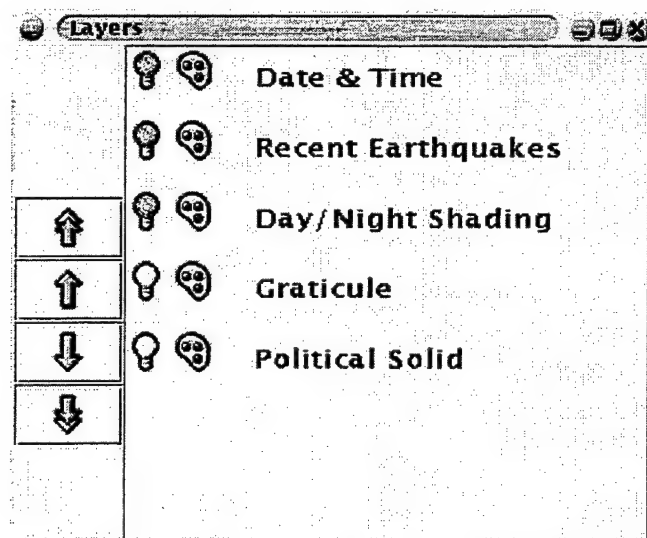 Layers
Date & Time
Recent Earthquakes
Day/Night Shading
Graticule
Political Solid